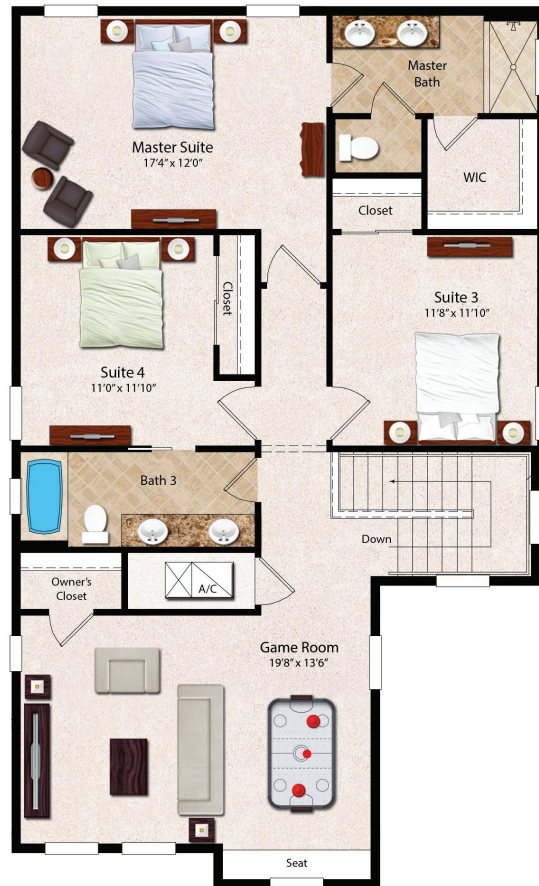 Master
Bath
Master Suite
17'4" x 12'0"
WIC
Closet
Closet
Suite 3
11'8" x 11'10"
Suite 4
11'0" x 11'10"
Bath 3
Down
Owner's
Closet
A/C
Game Room
19'8" x 13'6"
Seat